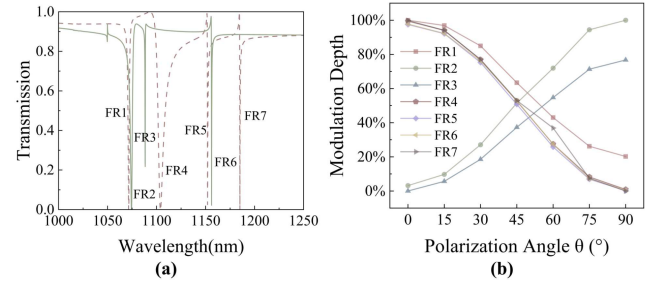 Transmission
1.0
0.8
0.6
0.4
0.2
0.0
FR1
FR3
FR2
FR4
FR5
FR6
FR7
1000 1050 1100 1150 1200 1250
Wavelength(nm)
(a)
Modulation Depth
100%
80%
60%
40%
20%
0%
FR1
FR2
FR3
FR4
FR5
FR6
FR7
0 15 30 45 60 75 90
Polarization Angle θ (°)
(b)